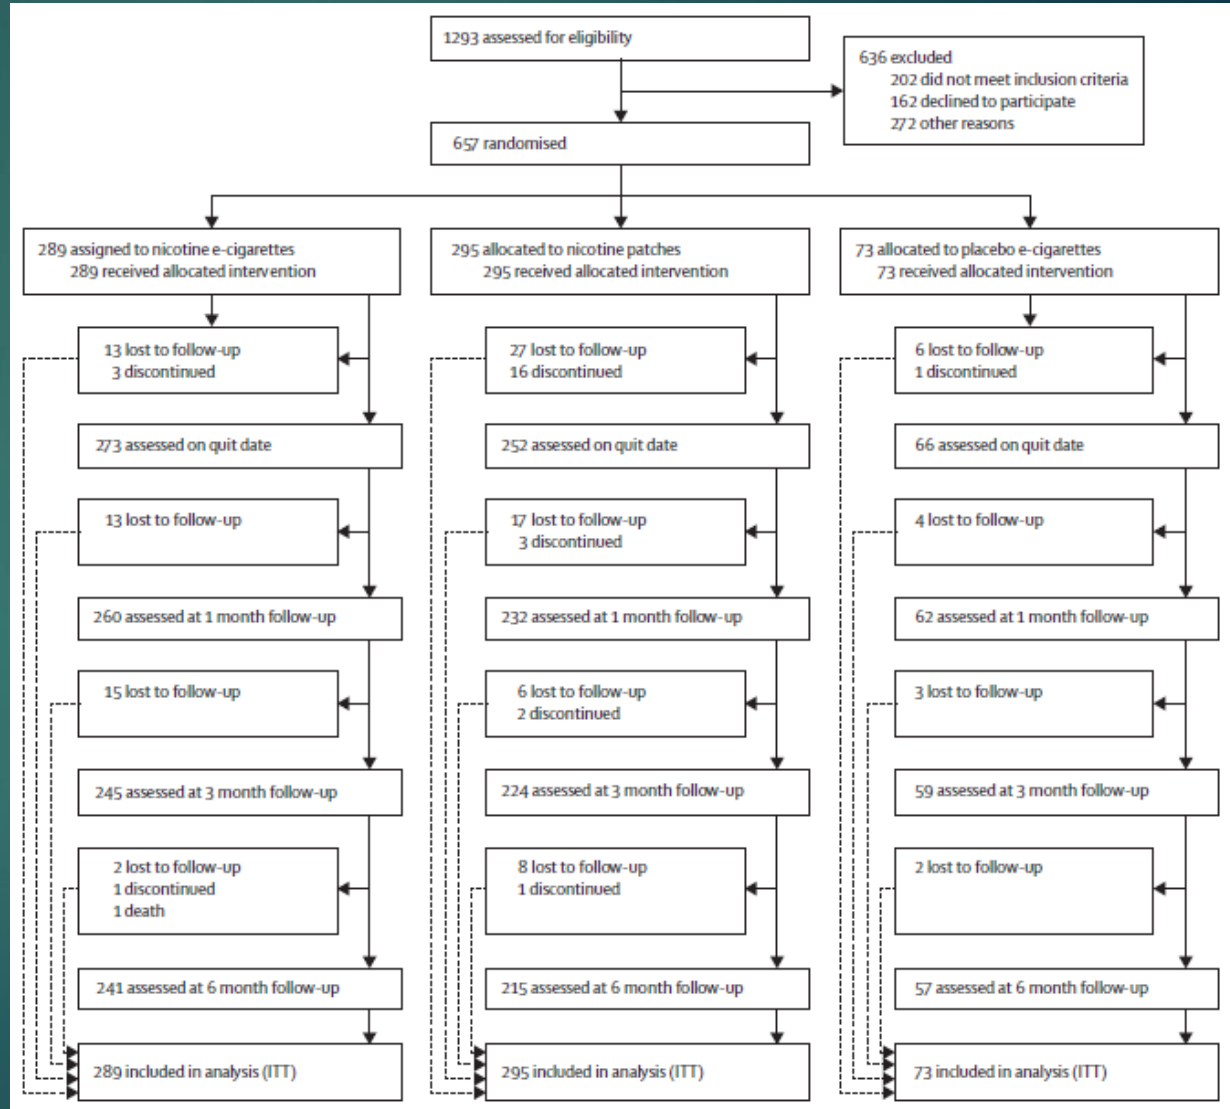 1293 assessed for eligibility
636 excluded
202 did not meet inclusion criteria
162 declined to participate
272 other reasons
657 randomised
289 assigned to nicotine e-cigarettes
289 received allocated intervention
295 allocated to nicotine patches
295 received allocated intervention
73 allocated to placebo e-cigarettes
73 received allocated intervention
13 lost to follow-up
3 discontinued
27 lost to follow-up
16 discontinued
6 lost to follow-up
1 discontinued
273 assessed on quit date
252 assessed on quit date
66 assessed on quit date
13 lost to follow-up
17 lost to follow-up
3 discontinued
4 lost to follow-up
260 assessed at 1 month follow-up
232 assessed at 1 month follow-up
62 assessed at 1 month follow-up
15 lost to follow-up
6 lost to follow-up
2 discontinued
3 lost to follow-up
245 assessed at 3 month follow-up
224 assessed at 3 month follow-up
59 assessed at 3 month follow-up
2 lost to follow-up
1 discontinued
1 death
8 lost to follow-up
1 discontinued
2 lost to follow-up
241 assessed at 6 month follow-up
215 assessed at 6 month follow-up
57 assessed at 6 month follow-up
289 included in analysis (ITT)
295 included in analysis (ITT)
73 included in analysis (ITT)